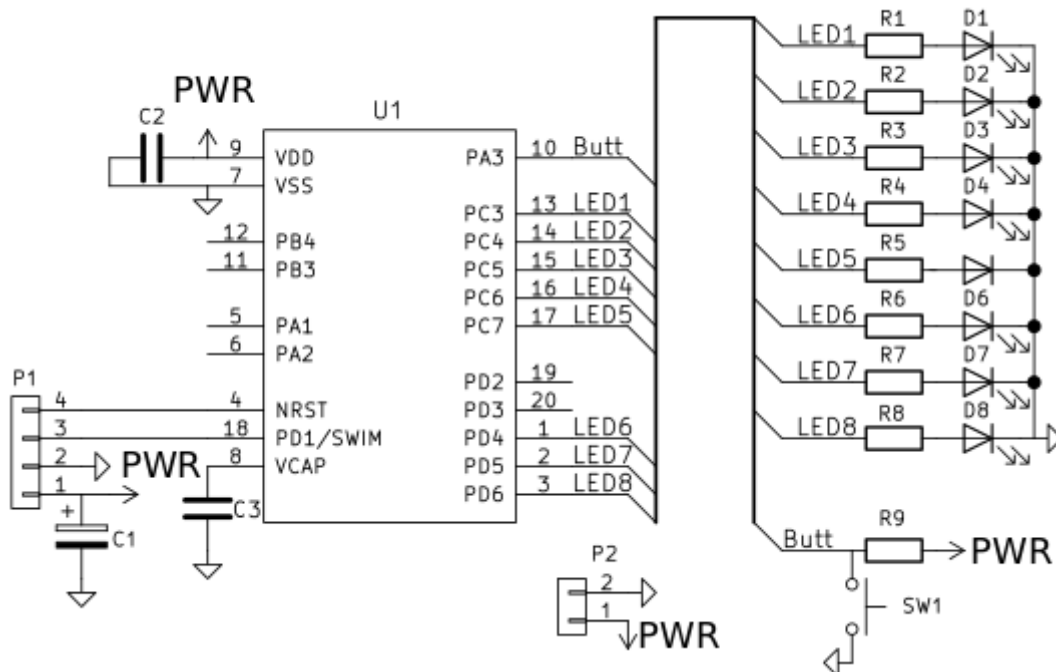 LED1 R1 D1
LED2 R2 D2
LED3 R3 D3
LED4 R4 D4
LED5 R5
LED6 R6 D6
LED7 R7 D7
LED8 R8 D8
PWR
C2
U1
9 VDD
7 VSS
12 PB4
11 PB3
5 PA1
6 PA2
4 NRST
18 PD1/SWIM
8 VCAP
PA3 10 Butt
PC3 13 LED1
PC4 14 LED2
PC5 15 LED3
PC6 16 LED4
PC7 17 LED5
PD2 19
PD3 20
PD4 1 LED6
PD5 2 LED7
PD6 3 LED8
P1
4
3
2
1
PWR
+
C1
C3
P2
2
1
PWR
Butt R9 PWR
SW1